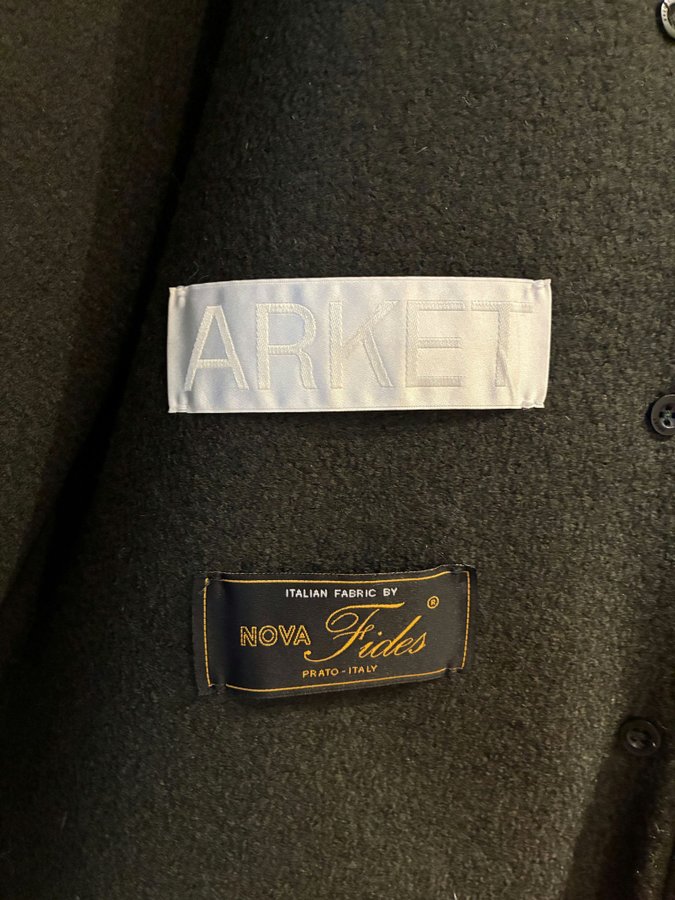 ARKET
ITALIAN FABRIC BY
NOVA Fides ®
PRATO - ITALY